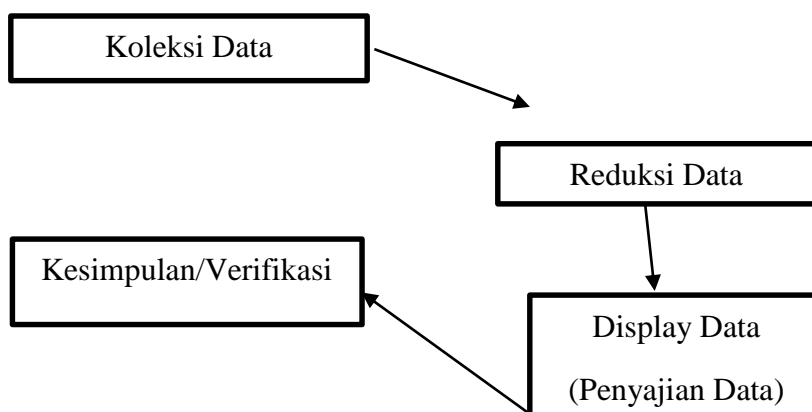 Koleksi Data
Reduksi Data
Kesimpulan/Verifikasi
Display Data
(Penyajian Data)